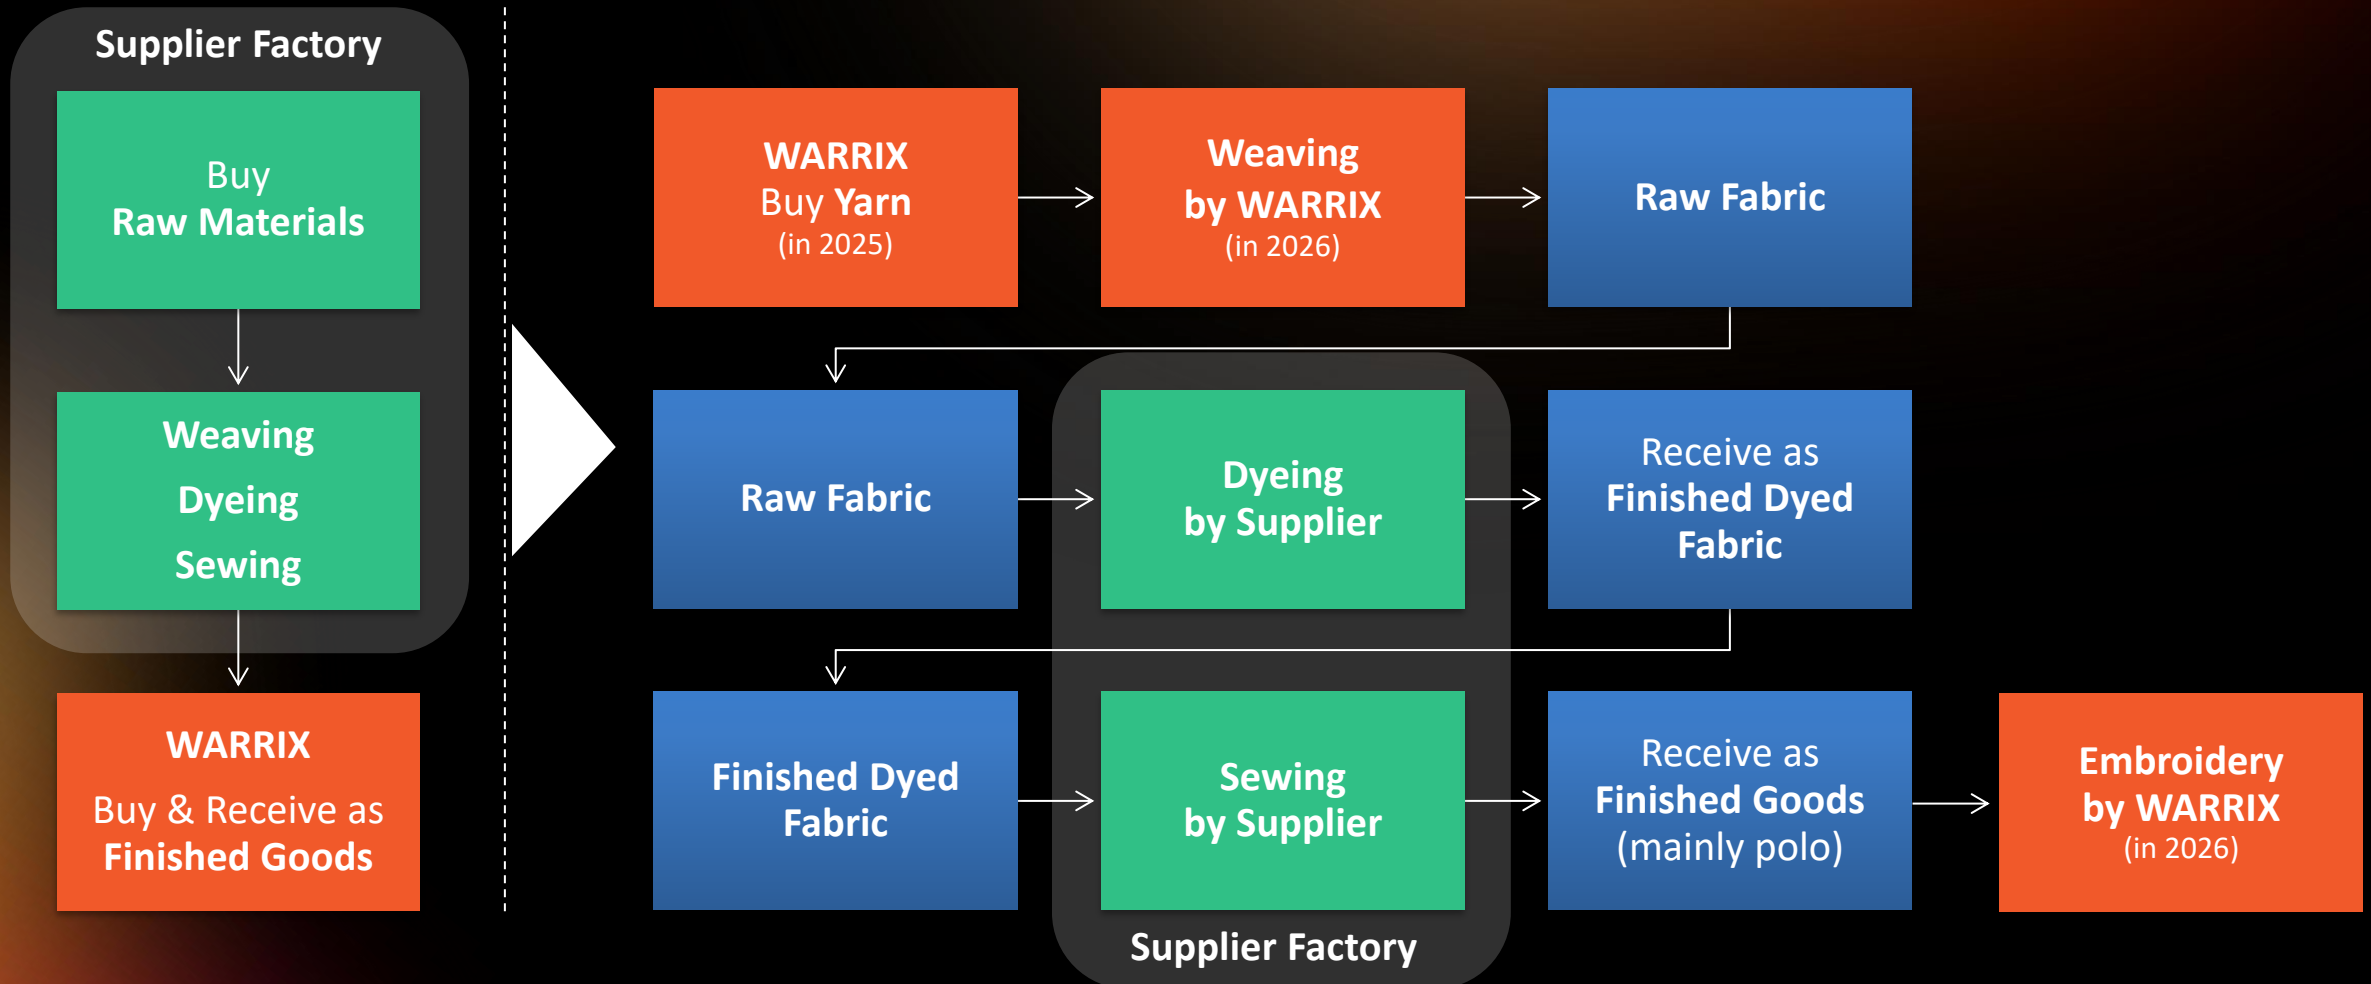 Supplier Factory
Buy
Raw Materials
Weaving
Dyeing
Sewing
WARRIX
Buy & Receive as
Finished Goods
WARRIX
Buy Yarn
(in 2025)
Weaving
by WARRIX
(in 2026)
Raw Fabric
Raw Fabric
Dyeing
by Supplier
Receive as
Finished Dyed
Fabric
Finished Dyed
Fabric
Sewing
by Supplier
Receive as
Finished Goods
(mainly polo)
Embroidery
by WARRIX
(in 2026)
Supplier Factory